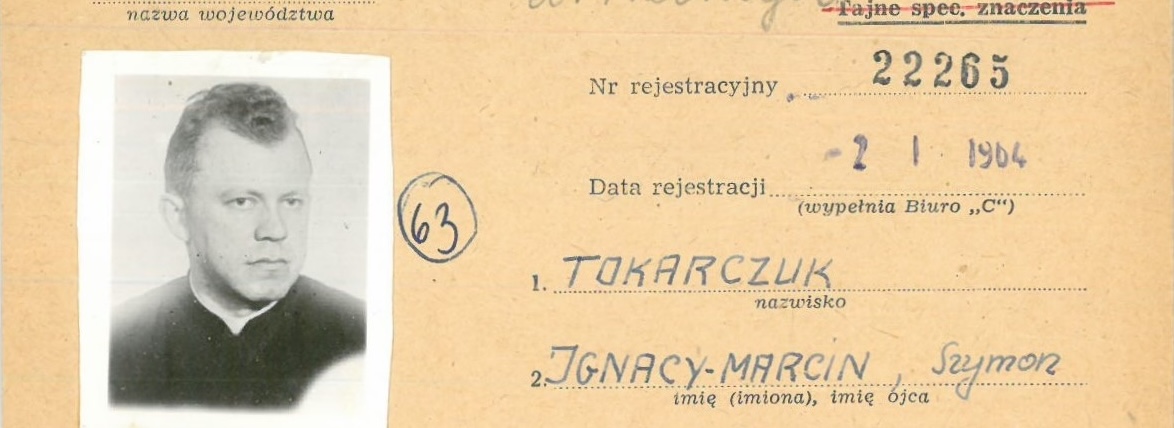 nazwa województwa
Tajne spec. znaczenia
Nr rejestracyjny 22265
Data rejestracji - 2 I 1964
(wypełnia Biuro „C“)
63
1. TOKARCZUK
nazwisko
2. IGNACY-MARCIN, Szymon
imię (imiona), imię ojca